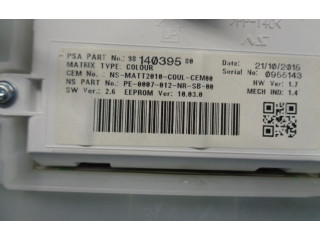 PSA PART No.: 98 140395 80
MATRIX TYPE: COLOUR
CEM No.: NS-MATT2010-COUL-CEM00
NS PART No.: PE-0007-012-NR-SB-00
SW Ver.: 2.6 EEPROM Ver.: 10.03.0
Date: 21/10/2015
Serial No: 0956143
HW Ver: 1.7
MECH IND: 1.4